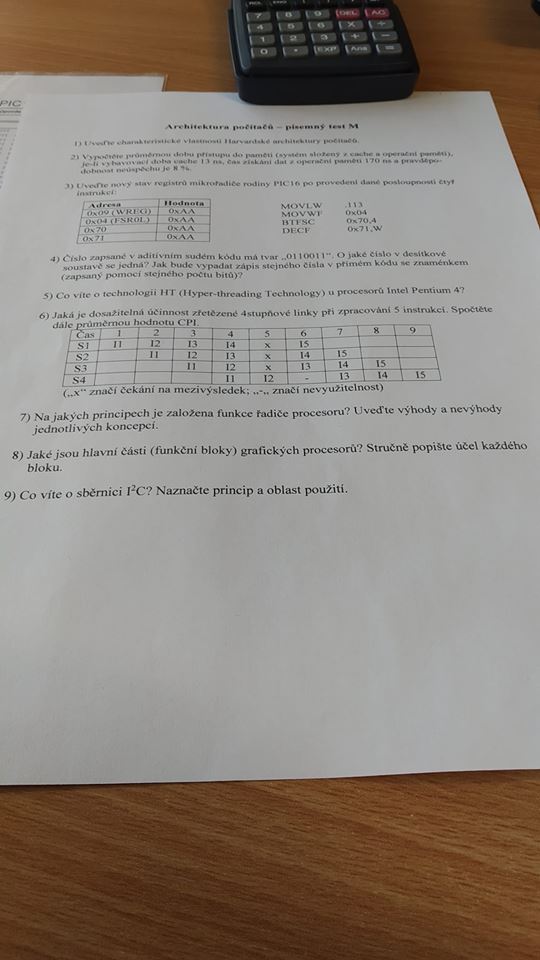 7 8 9 DEL AC
4 5 6 × ÷
1 2 3 + −
0 . EXP Ans =
PIC
Architektura počítačů – písemný test M
1) Uveďte charakteristické vlastnosti Harvardské architektury počítačů.
2) Vypočtěte průměrnou dobu přístupu do paměti (systém složený z cache a operační paměti),
je-li vybavovací doba cache 13 ns, čas získání dat z operační paměti 170 ns a pravděpo-
dobnost neúspěchu je 8 %.
3) Uveďte nový stav registrů mikrořadiče rodiny PIC16 po provedení dané posloupnosti čtyř
instrukcí:
Adresa Hodnota
0x09 (WREG) 0xAA
0x04 (FSR0L) 0xAA
0x70 0xAA
0x71 0xAA
MOVLW .113
MOVWF 0x04
BTFSC 0x70,4
DECF 0x71,W
4) Číslo zapsané v aditivním sudém kódu má tvar „0110011“. O jaké číslo v desítkové
soustavě se jedná? Jak bude vypadat zápis stejného čísla v přímém kódu se znaménkem
(zapsaný pomocí stejného počtu bitů)?
5) Co víte o technologii HT (Hyper-threading Technology) u procesorů Intel Pentium 4?
6) Jaká je dosažitelná účinnost zřetězené 4stupňové linky při zpracování 5 instrukcí. Spočtěte
dále průměrnou hodnotu CPI.
Čas 1 2 3 4 5 6 7 8 9
S1 I1 I2 I3 I4 x I5
S2 I1 I2 I3 x I4 I5
S3 I1 I2 x I3 I4 I5
S4 I1 I2 - I3 I4 I5
(„x“ značí čekání na mezivýsledek; „-„ značí nevyužitelnost)
7) Na jakých principech je založena funkce řadiče procesoru? Uveďte výhody a nevýhody
jednotlivých koncepcí.
8) Jaké jsou hlavní části (funkční bloky) grafických procesorů? Stručně popište účel každého
bloku.
9) Co víte o sběrnici I²C? Naznačte princip a oblast použití.